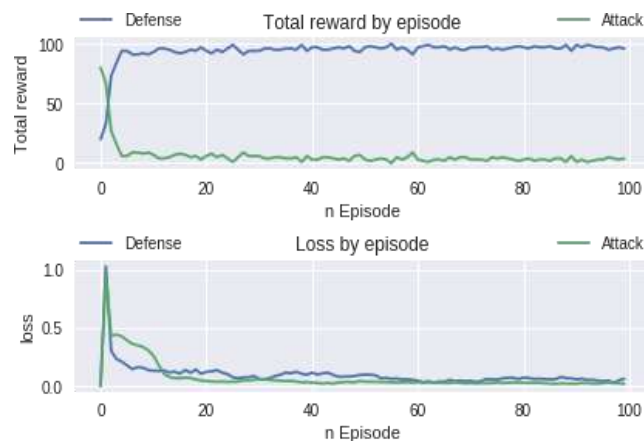 Defense Total reward by episode Attack
Total reward
100
50
0
0 20 40 60 80 100
n Episode
Defense Loss by episode Attack
loss
1.0
0.5
0.0
0 20 40 60 80 100
n Episode